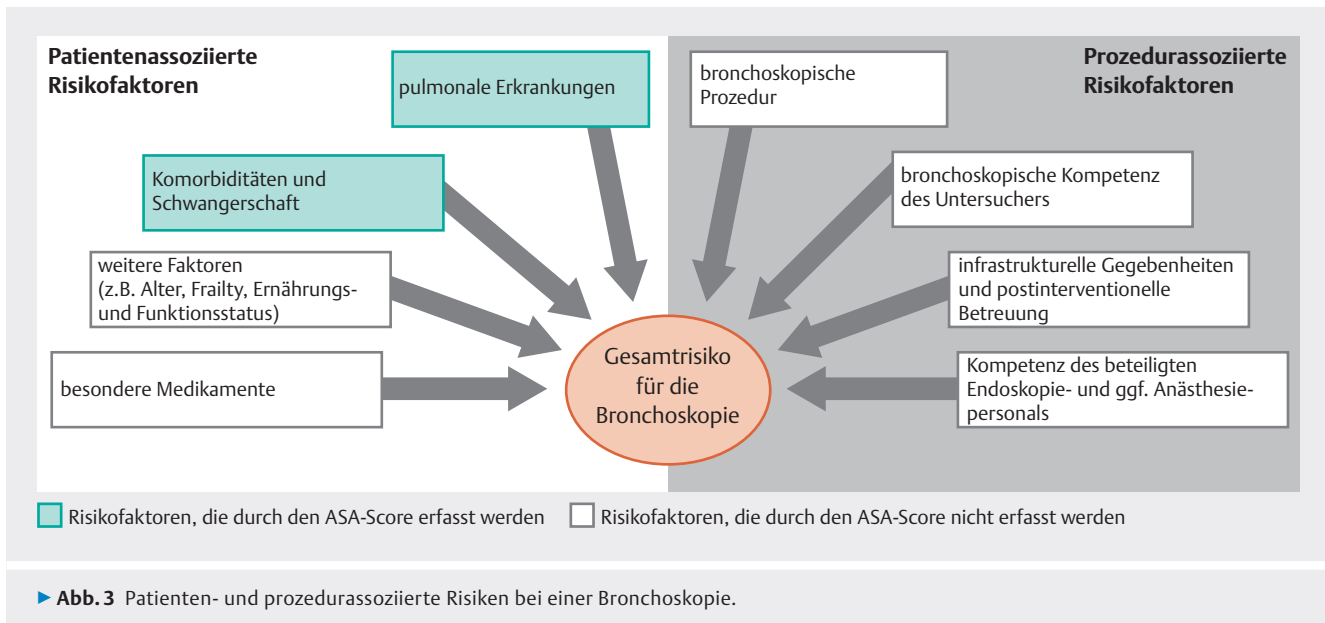 Patientenassoziierte
Risikofaktoren
pulmonale Erkrankungen
Komorbiditäten und
Schwangerschaft
weitere Faktoren
(z.B. Alter, Frailty, Ernährungs-
und Funktionsstatus)
besondere Medikamente
Prozedurassoziierte
Risikofaktoren
bronchoskopische
Prozedur
bronchoskopische Kompetenz
des Untersuchers
infrastrukturelle Gegebenheiten
und postinterventionelle
Betreuung
Kompetenz des beteiligten
Endoskopie- und ggf. Anästhesie-
personals
Gesamtrisiko
für die
Bronchoskopie
Risikofaktoren, die durch den ASA-Score erfasst werden
Risikofaktoren, die durch den ASA-Score nicht erfasst werden
▶ Abb. 3 Patienten- und prozedurassoziierte Risiken bei einer Bronchoskopie.